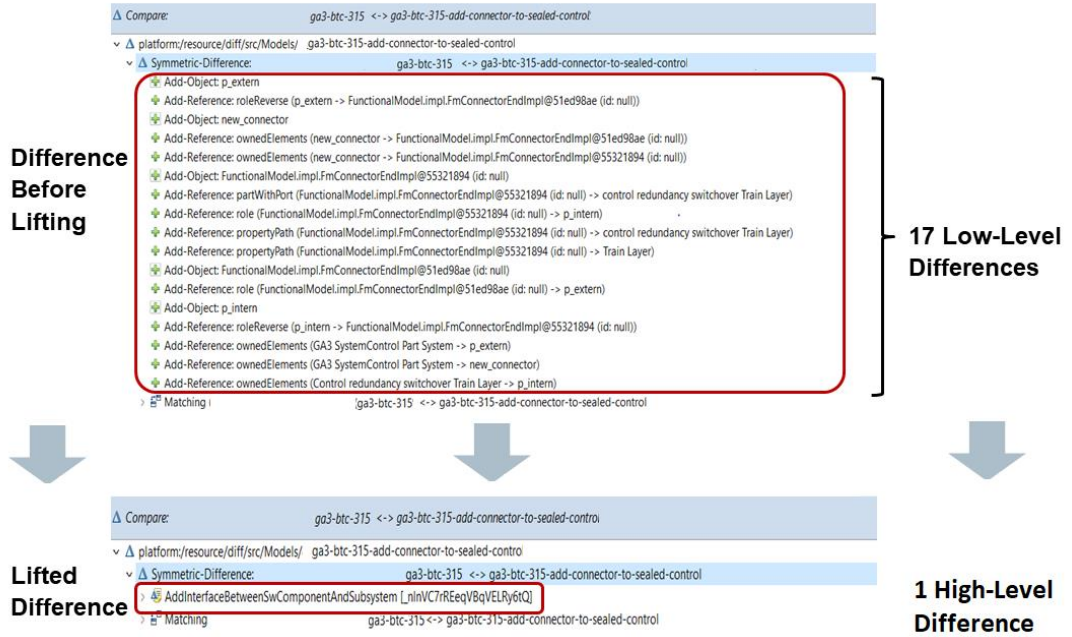 Δ Compare: ga3-btc-315 <-> ga3-btc-315-add-connector-to-sealed-control
Δ platform:/resource/diff/src/Models/ ga3-btc-315-add-connector-to-sealed-control
Δ Symmetric-Difference: ga3-btc-315 <-> ga3-btc-315-add-connector-to-sealed-control
Add-Object: p_extern
Add-Reference: roleReverse (p_extern -> FunctionalModel.impl.FmConnectorEndImpl@51ed98ae (id: null))
Add-Object: new_connector
Add-Reference: ownedElements (new_connector -> FunctionalModel.impl.FmConnectorEndImpl@51ed98ae (id: null))
Add-Reference: ownedElements (new_connector -> FunctionalModel.impl.FmConnectorEndImpl@55321894 (id: null))
Add-Object: FunctionalModel.impl.FmConnectorEndImpl@55321894 (id: null)
Add-Reference: partWithPort (FunctionalModel.impl.FmConnectorEndImpl@55321894 (id: null) -> control redundancy switchover Train Layer)
Add-Reference: role (FunctionalModel.impl.FmConnectorEndImpl@55321894 (id: null) -> p_intern)
Add-Reference: propertyPath (FunctionalModel.impl.FmConnectorEndImpl@55321894 (id: null) -> control redundancy switchover Train Layer)
Add-Reference: propertyPath (FunctionalModel.impl.FmConnectorEndImpl@55321894 (id: null) -> Train Layer)
Add-Object: FunctionalModel.impl.FmConnectorEndImpl@51ed98ae (id: null)
Add-Reference: role (FunctionalModel.impl.FmConnectorEndImpl@51ed98ae (id: null) -> p_extern)
Add-Object: p_intern
Add-Reference: roleReverse (p_intern -> FunctionalModel.impl.FmConnectorEndImpl@55321894 (id: null))
Add-Reference: ownedElements (GA3 SystemControl Part System -> p_extern)
Add-Reference: ownedElements (GA3 SystemControl Part System -> new_connector)
Add-Reference: ownedElements (Control redundancy switchover Train Layer -> p_intern)
Matching ga3-btc-315 <-> ga3-btc-315-add-connector-to-sealed-control
Difference
Before
Lifting
17 Low-Level
Differences
Δ Compare: ga3-btc-315 <-> ga3-btc-315-add-connector-to-sealed-control
Δ platform:/resource/diff/src/Models/ ga3-btc-315-add-connector-to-sealed-contro
Δ Symmetric-Difference: ga3-btc-315 <-> ga3-btc-315-add-connector-to-sealed-control
AddInterfaceBetweenSwComponentAndSubsystem [_nInVC7rREeqVBqVELRy6tQ]
Matching ga3-btc-315 <-> ga3-btc-315-add-connector-to-sealed-control
Lifted
Difference
1 High-Level
Difference